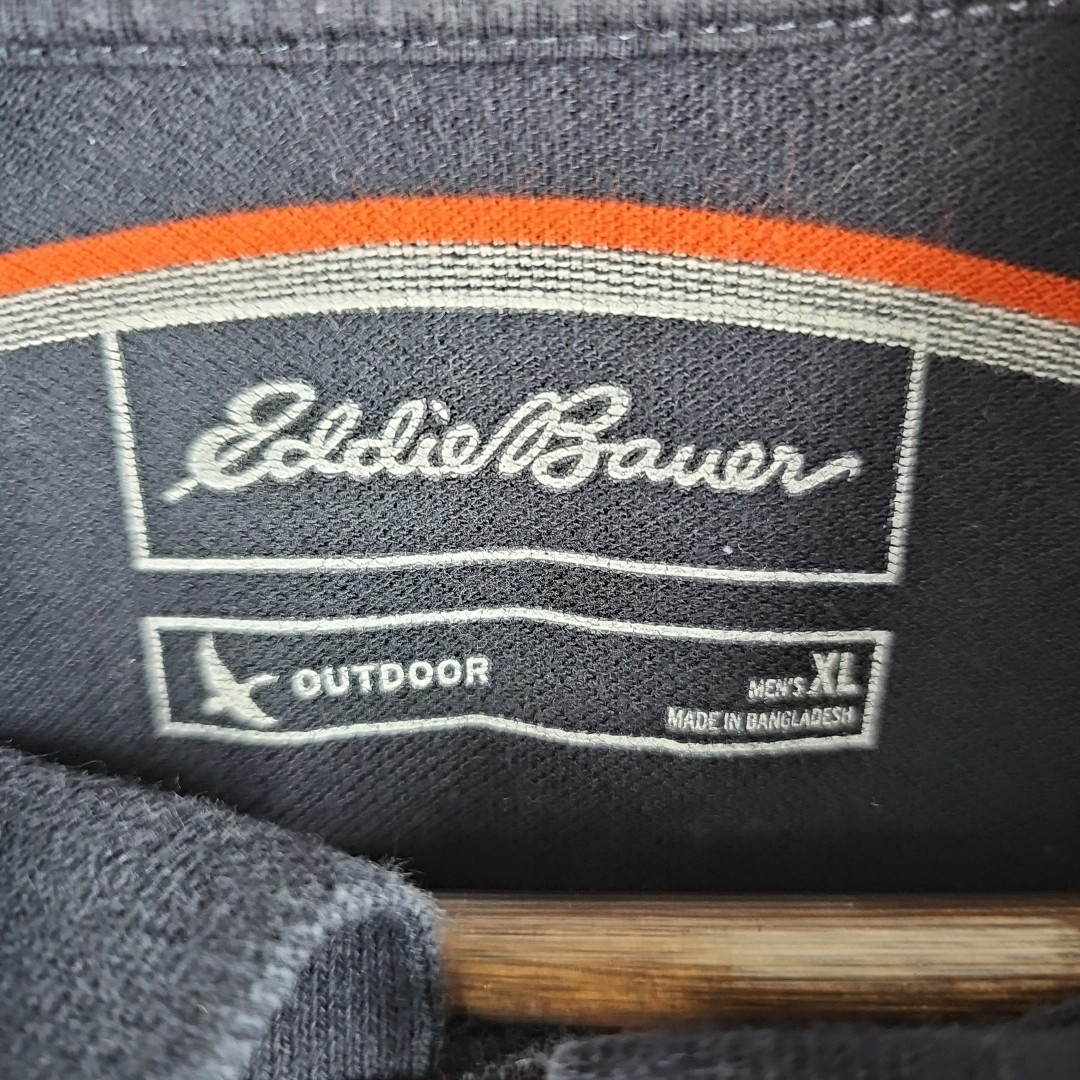 Eddie Bauer
OUTDOOR
MEN'S XL
MADE IN BANGLADESH